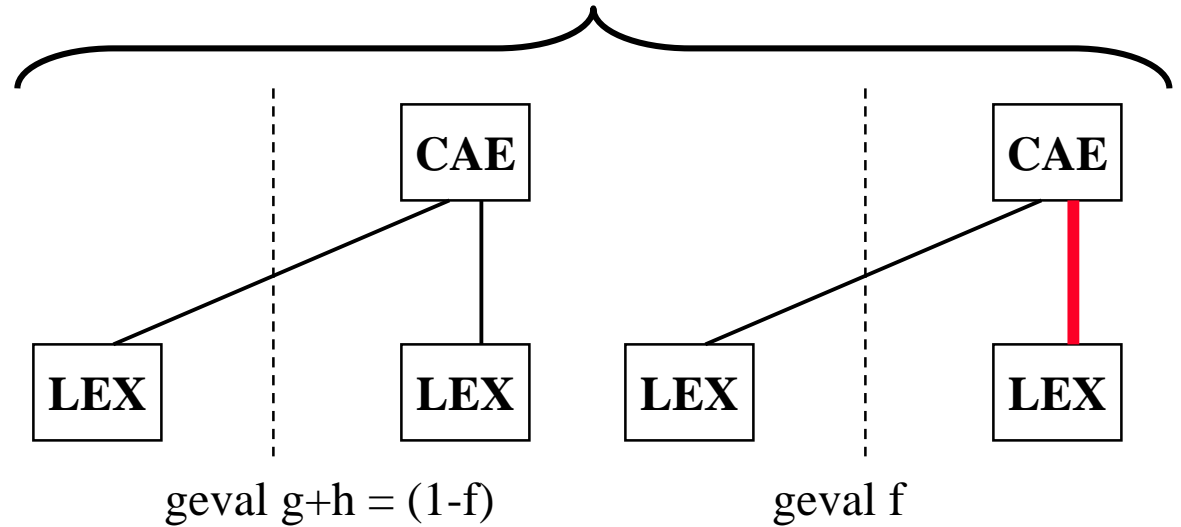 CAE CAE
LEX LEX LEX LEX
geval g+h = (1-f) geval f